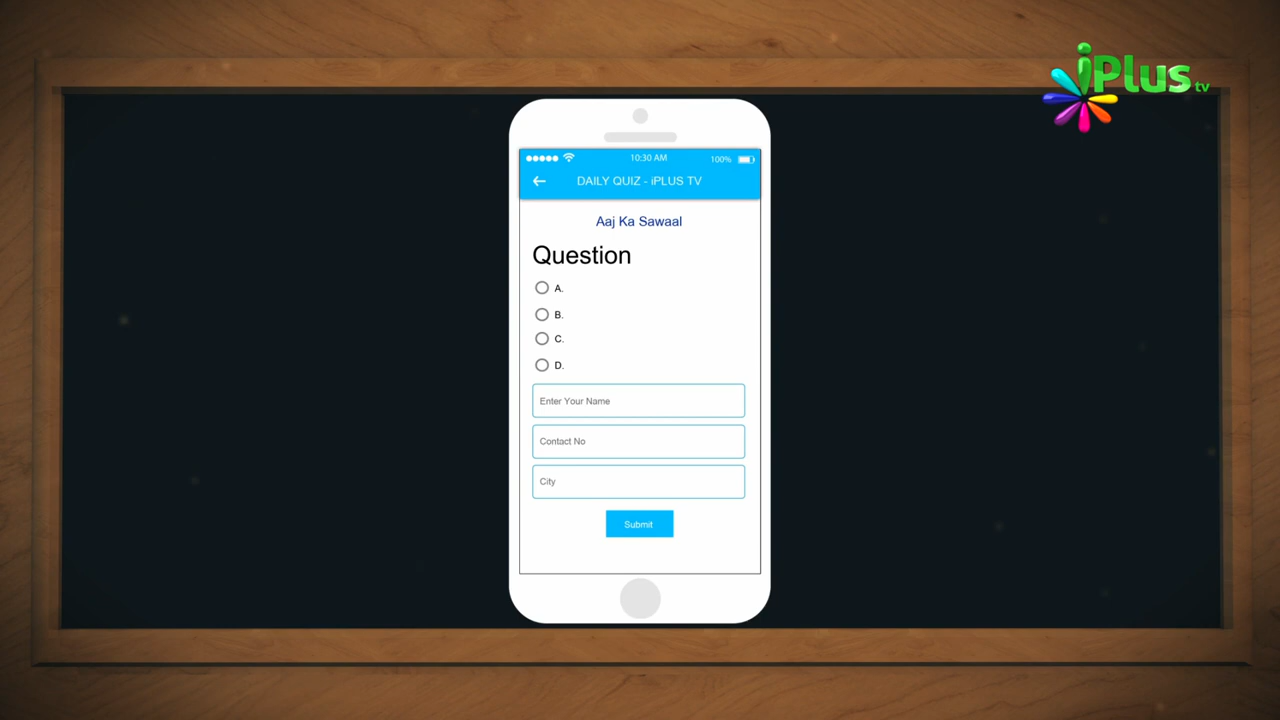 iPlus tv
10:30 AM 100%
DAILY QUIZ - iPLUS TV
Aaj Ka Sawaal
Question
A.
B.
C.
D.
Enter Your Name
Contact No
City
Submit